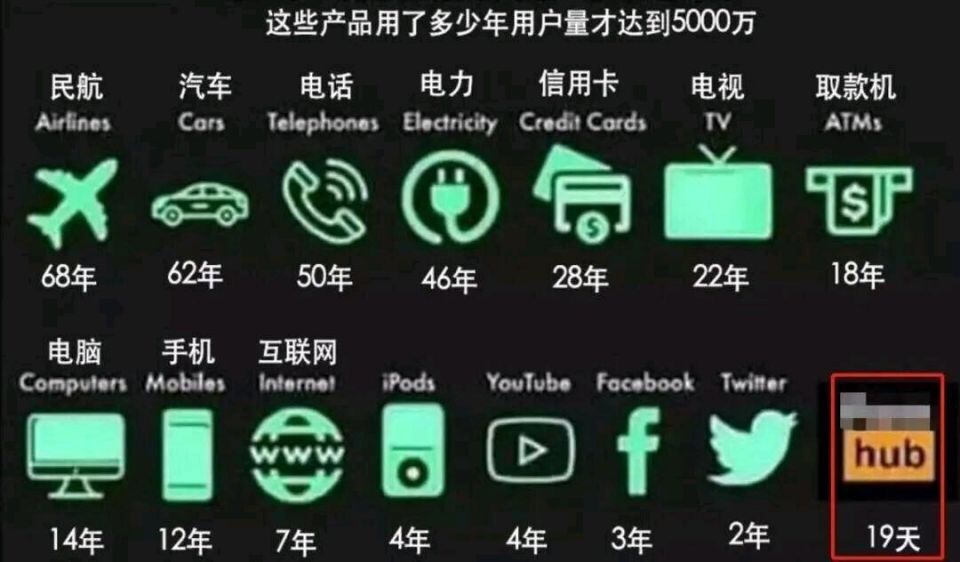 这些产品用了多少年用户量才达到5000万
民航 汽车 电话 电力 信用卡 电视 取款机
Airlines Cars Telephones Electricity Credit Cards TV ATMs
$ $
68年 62年 50年 46年 28年 22年 18年
电脑 手机 互联网
Computers Mobiles Internet iPods YouTube Facebook Twitter
www f hub
14年 12年 7年 4年 4年 3年 2年 19天